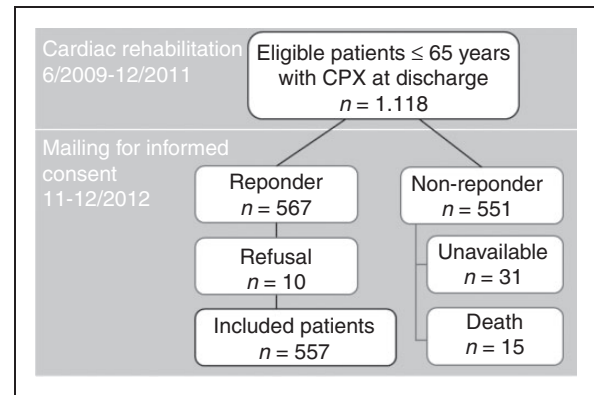 Cardiac rehabilitation
6/2009-12/2011
Eligible patients ≤ 65 years
with CPX at discharge
n = 1.118
Mailing for informed
consent
11-12/2012
Reponder
n = 567
Non-reponder
n = 551
Refusal
n = 10
Unavailable
n = 31
Included patients
n = 557
Death
n = 15